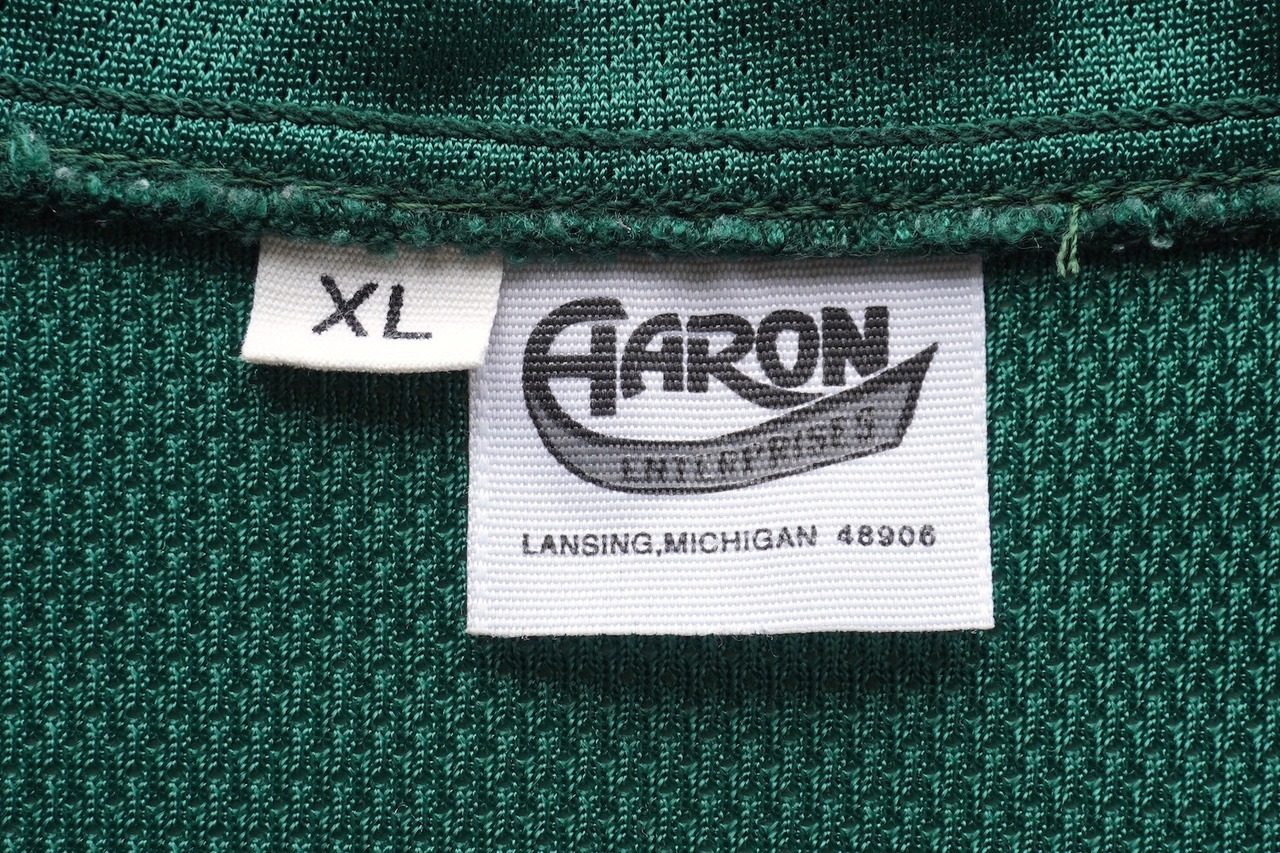 XL
AARON
ENTERPRISES
LANSING,MICHIGAN 48906